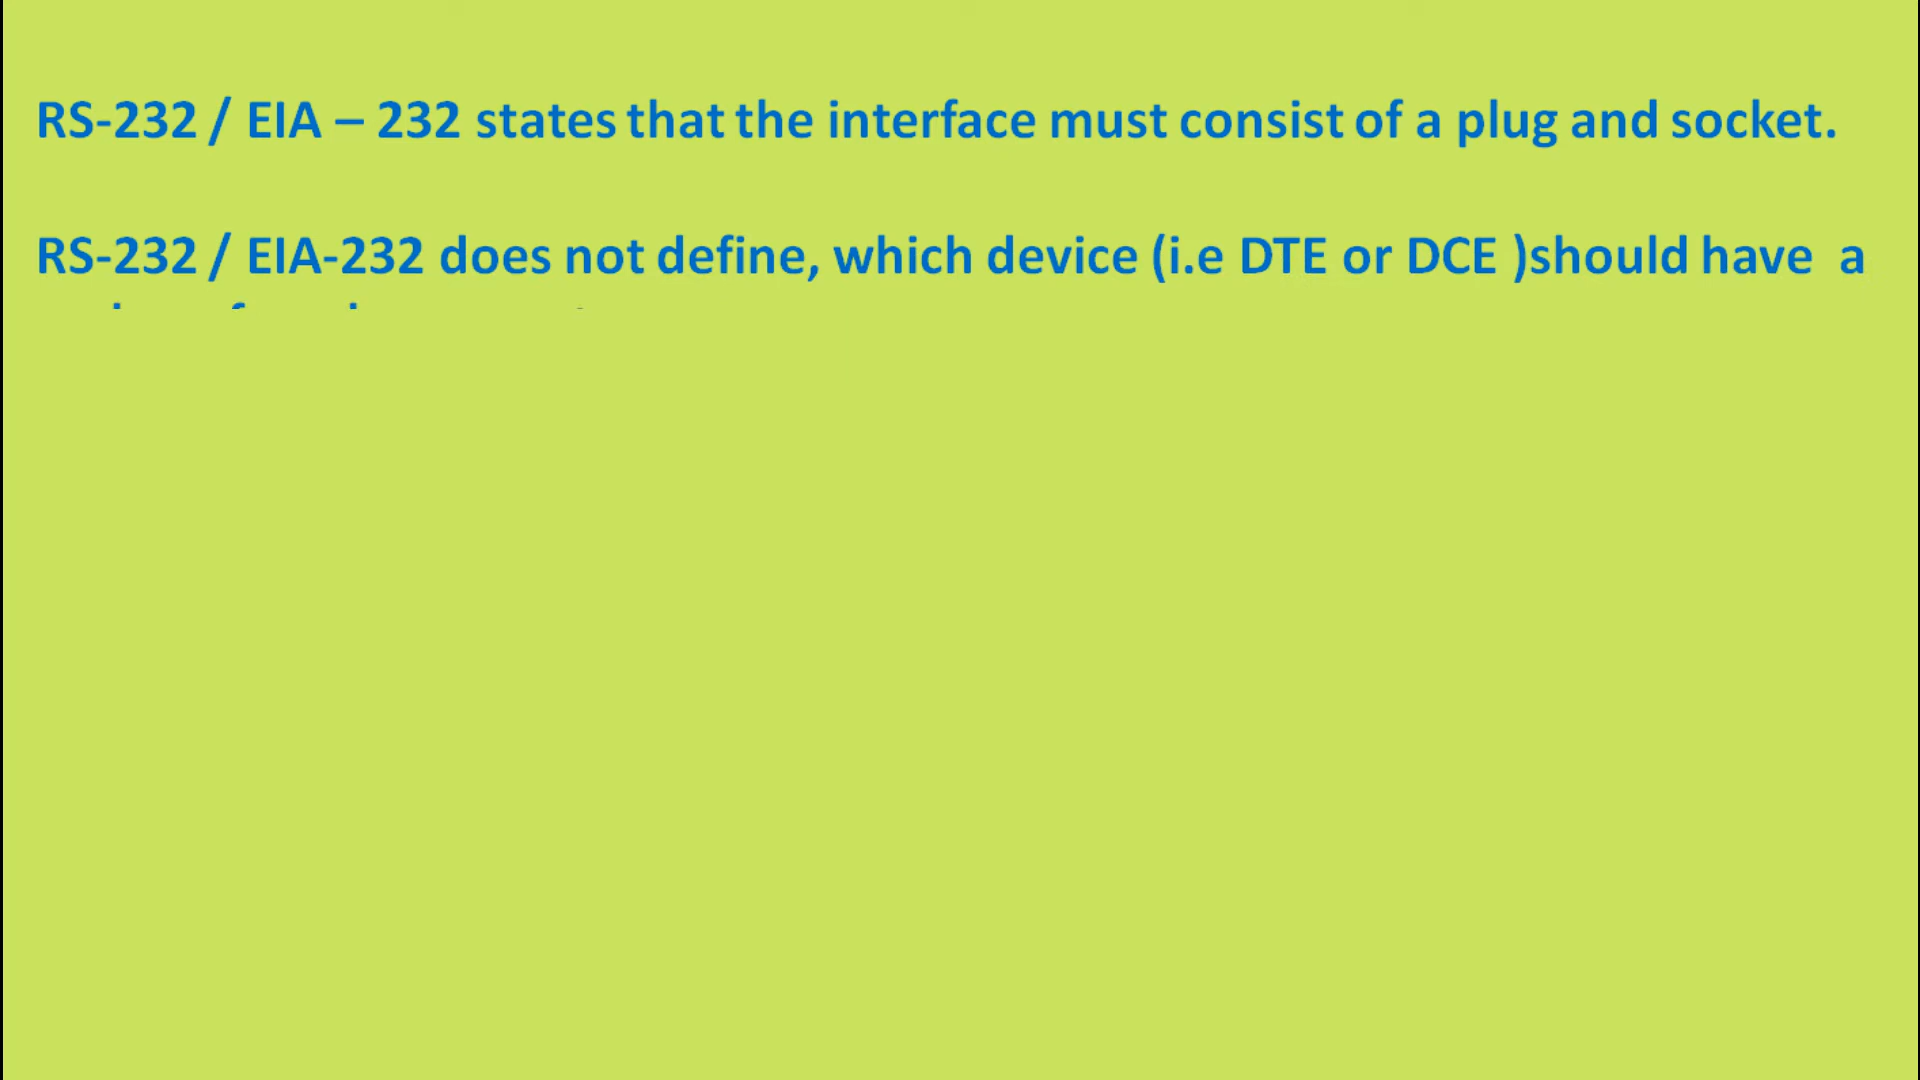 RS-232 / EIA – 232 states that the interface must consist of a plug and socket.
RS-232 / EIA-232 does not define, which device (i.e DTE or DCE )should have  a